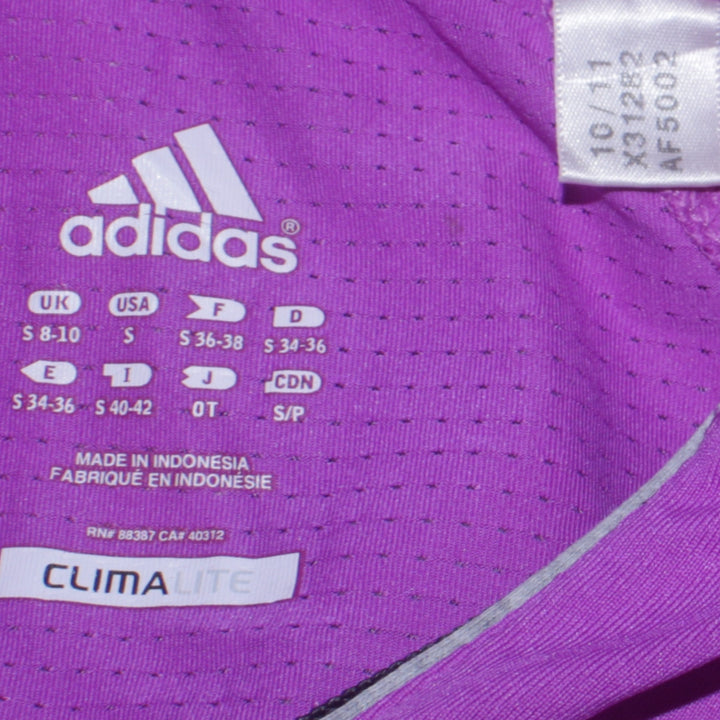 adidas®
UK USA F D
S 8-10 S S 36-38 S 34-36
E I J CDN
S 34-36 S 40-42 OT S/P
MADE IN INDONESIA
FABRIQUÉ EN INDONÉSIE
RN# 88387 CA# 40312
CLIMALITE
10/11
X31282
AF5002